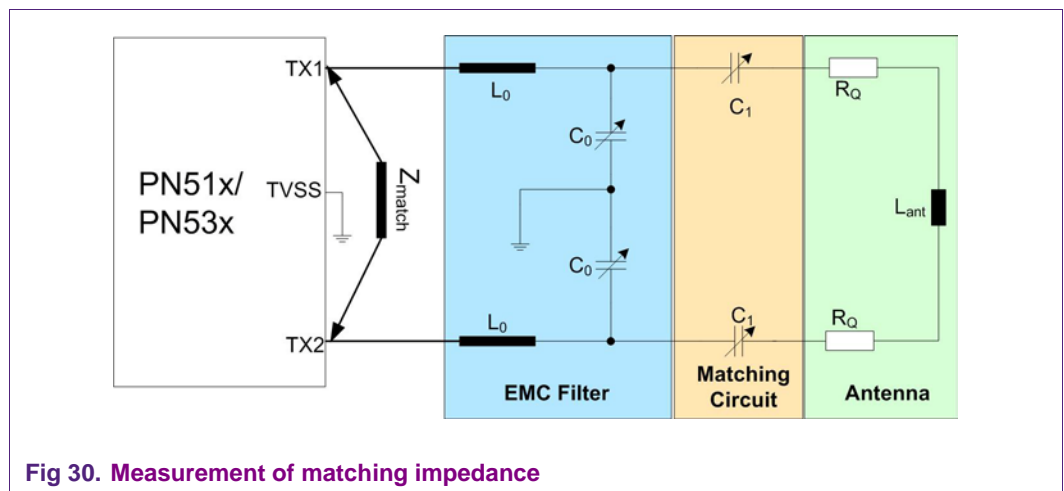 TX1
L0
C1
RQ
C0
PN51x/
PN53x
TVSS
Zmatch
Lant
C0
C1
RQ
TX2
L0
EMC Filter
Matching
Circuit
Antenna
Fig 30. Measurement of matching impedance